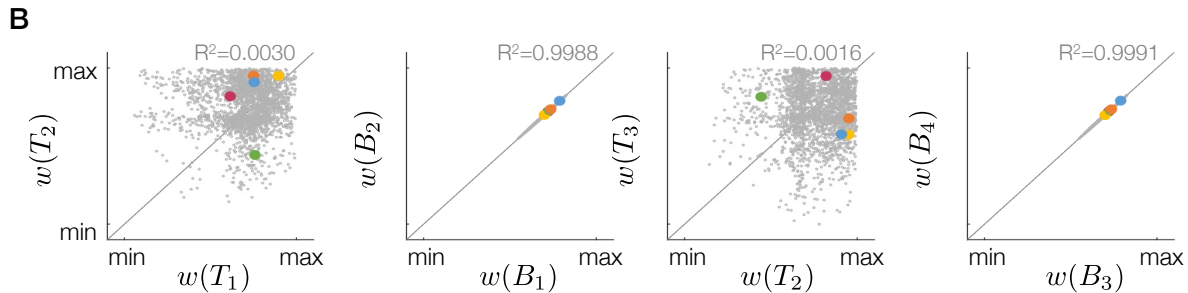 B
R²=0.0030
R²=0.9988
R²=0.0016
R²=0.9991
max
min
w(T₂)
w(B₂)
w(T₃)
w(B₄)
min max
min max
min max
min max
w(T₁)
w(B₁)
w(T₂)
w(B₃)